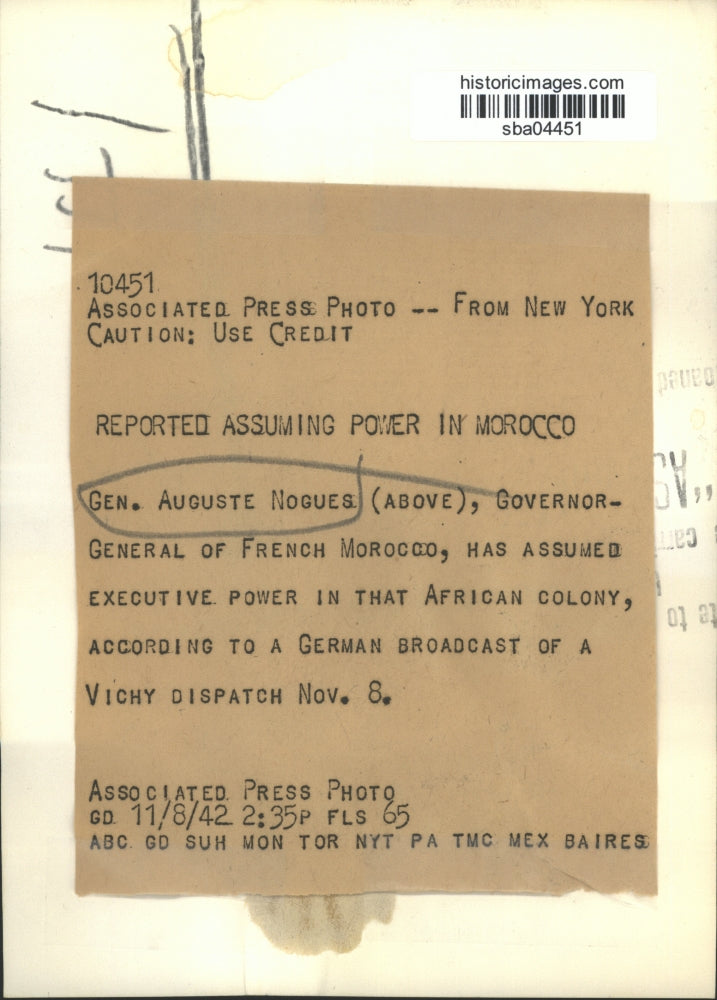 historicimages.com
sba04451
10451
ASSOCIATED PRESS PHOTO -- FROM NEW YORK
CAUTION: USE CREDIT
REPORTED ASSUMING POWER IN MOROCCO
GEN. AUGUSTE NOGUES (ABOVE), GOVERNOR-
GENERAL OF FRENCH MOROCCO, HAS ASSUMED
EXECUTIVE POWER IN THAT AFRICAN COLONY,
ACCORDING TO A GERMAN BROADCAST OF A
VICHY DISPATCH NOV. 8.
ASSOCIATED PRESS PHOTO
GD 11/8/42 2:35P FLS 65
ABC GD SUH MON TOR NYT PA TMC MEX BAIRES